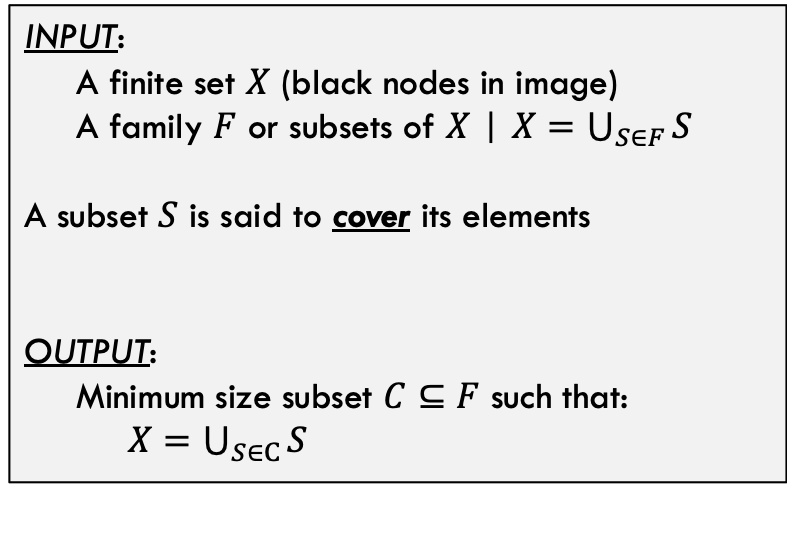 INPUT:
A finite set X (black nodes in image)
A family F or subsets of X | X = ⋃S∈F S
A subset S is said to cover its elements
OUTPUT:
Minimum size subset C ⊆ F such that:
X = ⋃S∈C S